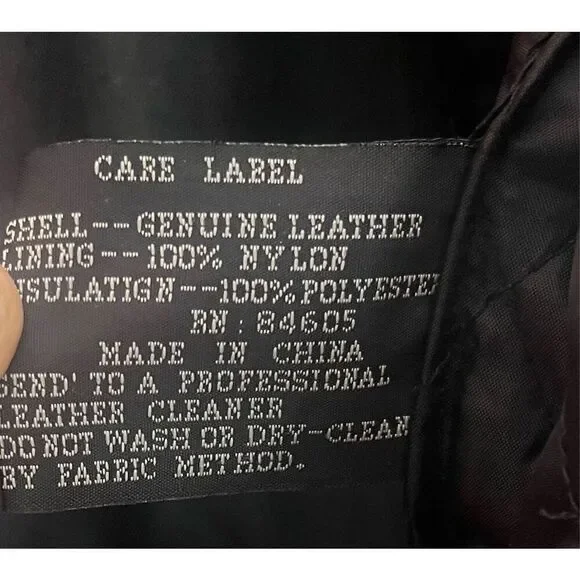 CARE LABEL
SHELL--GENUINE LEATHER
LINING--100% NYLON
INSULATION--100% POLYESTER
RN: 84605
MADE IN CHINA
SEND' TO A PROFESSIONAL
LEATHER CLEANER
DO NOT WASH OR DRY-CLEAN
BY FABRIC METHOD.